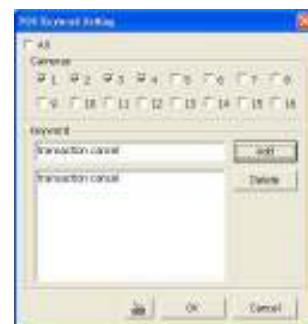 POS Keyword Setting
All
Cameras
1 2 3 4 5 6 7 8
9 10 11 12 13 14 15 16
Keyword
transaction cancel
Add
transaction cancel
Delete
OK
Cancel